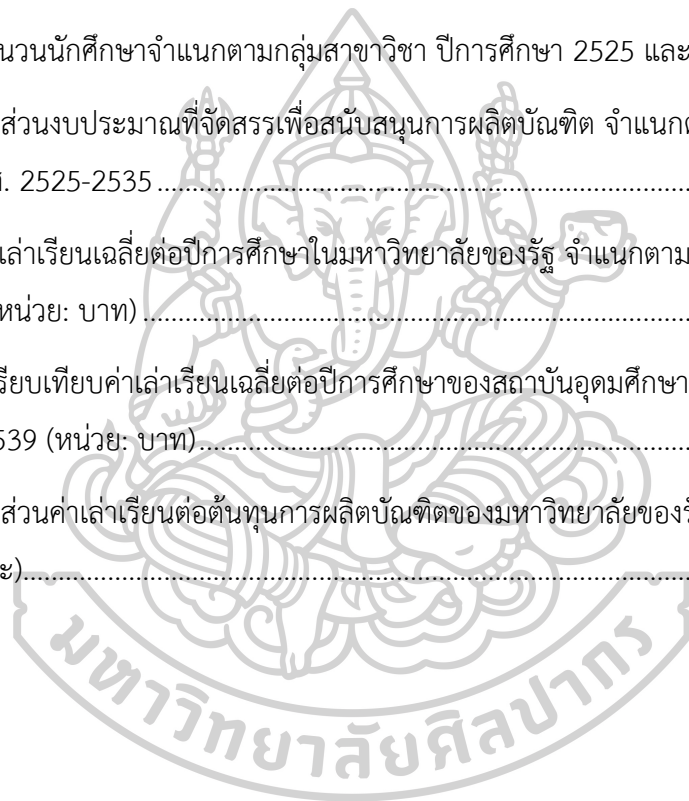 นวนนักศึกษาจำแนกตามกลุ่มสาขาวิชา ปีการศึกษา 2525 และ
ส่วนงบประมาณที่จัดสรรเพื่อสนับสนุนการผลิตบัณฑิต จำแนกต
. 2525-2535
เล่าเรียนเฉลี่ยต่อปีการศึกษาในมหาวิทยาลัยของรัฐ จำแนกตาม
หน่วย: บาท)
รียบเทียบค่าเล่าเรียนเฉลี่ยต่อปีการศึกษาของสถาบันอุดมศึกษา
539 (หน่วย: บาท)
ส่วนค่าเล่าเรียนต่อต้นทุนการผลิตบัณฑิตของมหาวิทยาลัยของรั
ะ)
มหาวิทยาลัยศิลปากร